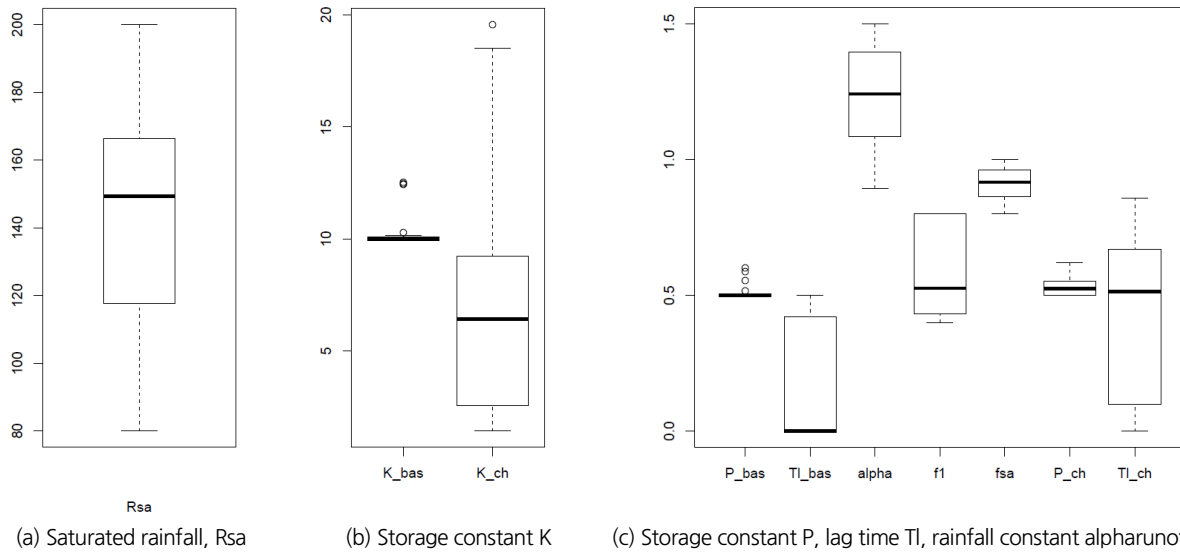 200
180
160
140
120
100
80
Rsa
(a) Saturated rainfall, Rsa
20
15
10
5
K_bas K_ch
(b) Storage constant K
1.5
1.0
0.5
0.0
P_bas Tl_bas alpha f1 fsa P_ch Tl_ch
(c) Storage constant P, lag time Tl, rainfall constant alpharuno